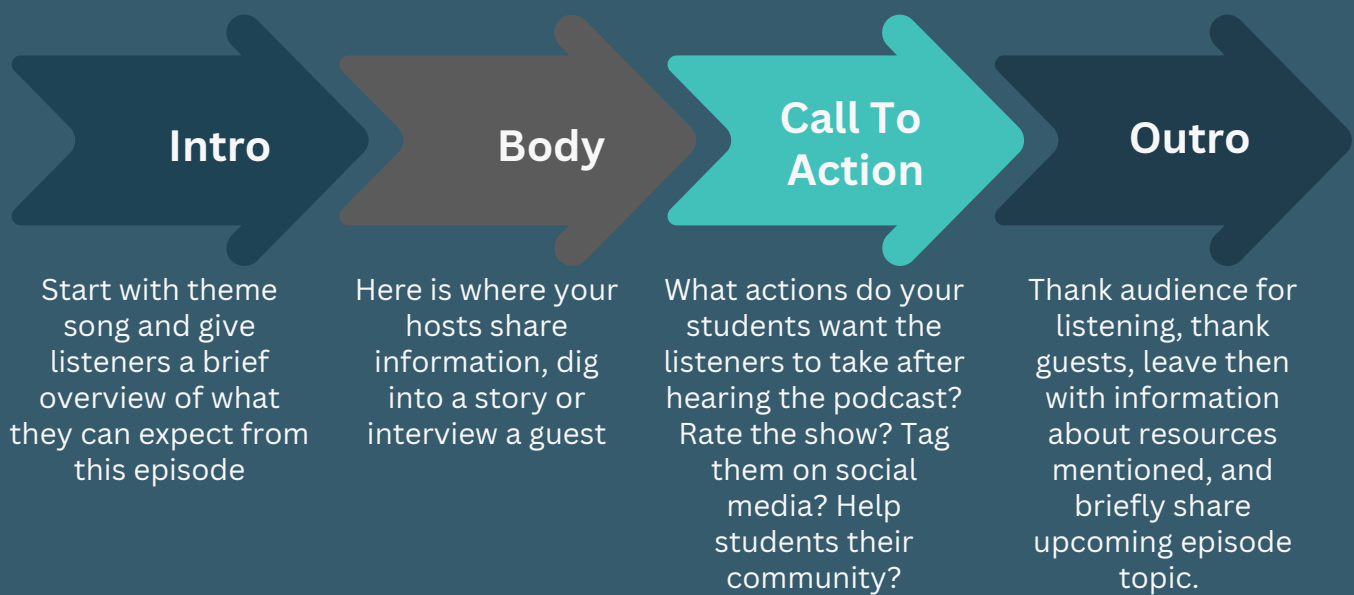 Intro
Start with theme
song and give
listeners a brief
overview of what
they can expect from
this episode
Body
Here is where your
hosts share
information, dig
into a story or
interview a guest
Call To
Action
What actions do your
students want the
listeners to take after
hearing the podcast?
Rate the show? Tag
them on social
media? Help
students their
community?
Outro
Thank audience for
listening, thank
guests, leave then
with information
about resources
mentioned, and
briefly share
upcoming episode
topic.